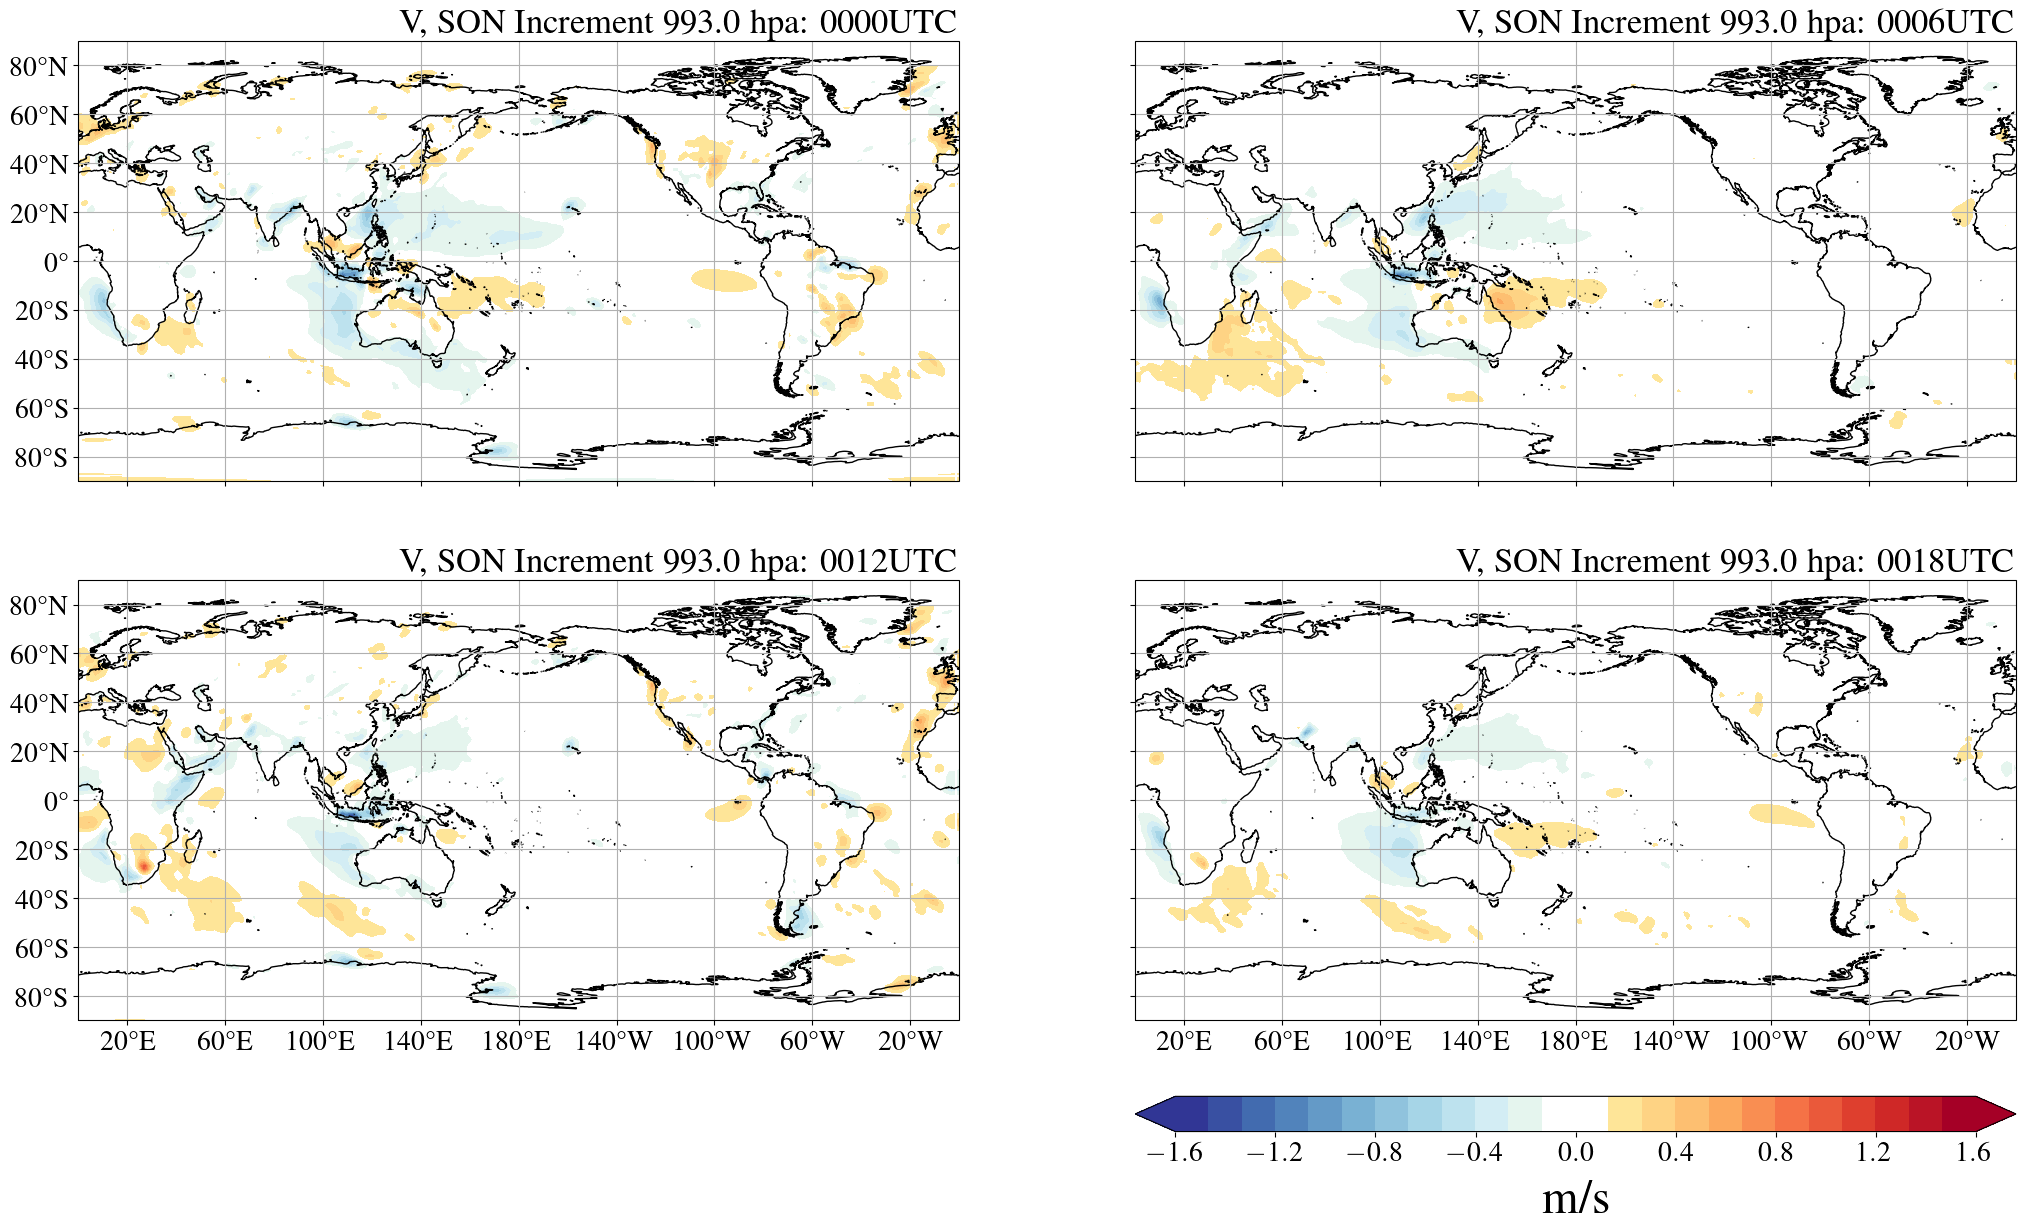 V, SON Increment 993.0 hpa: 0000UTC
V, SON Increment 993.0 hpa: 0006UTC
80°N
60°N
40°N
20°N
0°
20°S
40°S
60°S
80°S
V, SON Increment 993.0 hpa: 0012UTC
V, SON Increment 993.0 hpa: 0018UTC
80°N
60°N
40°N
20°N
0°
20°S
40°S
60°S
80°S
20°E 60°E 100°E 140°E 180°E 140°W 100°W 60°W 20°W
20°E 60°E 100°E 140°E 180°E 140°W 100°W 60°W 20°W
−1.6 −1.2 −0.8 −0.4 0.0 0.4 0.8 1.2 1.6
m/s